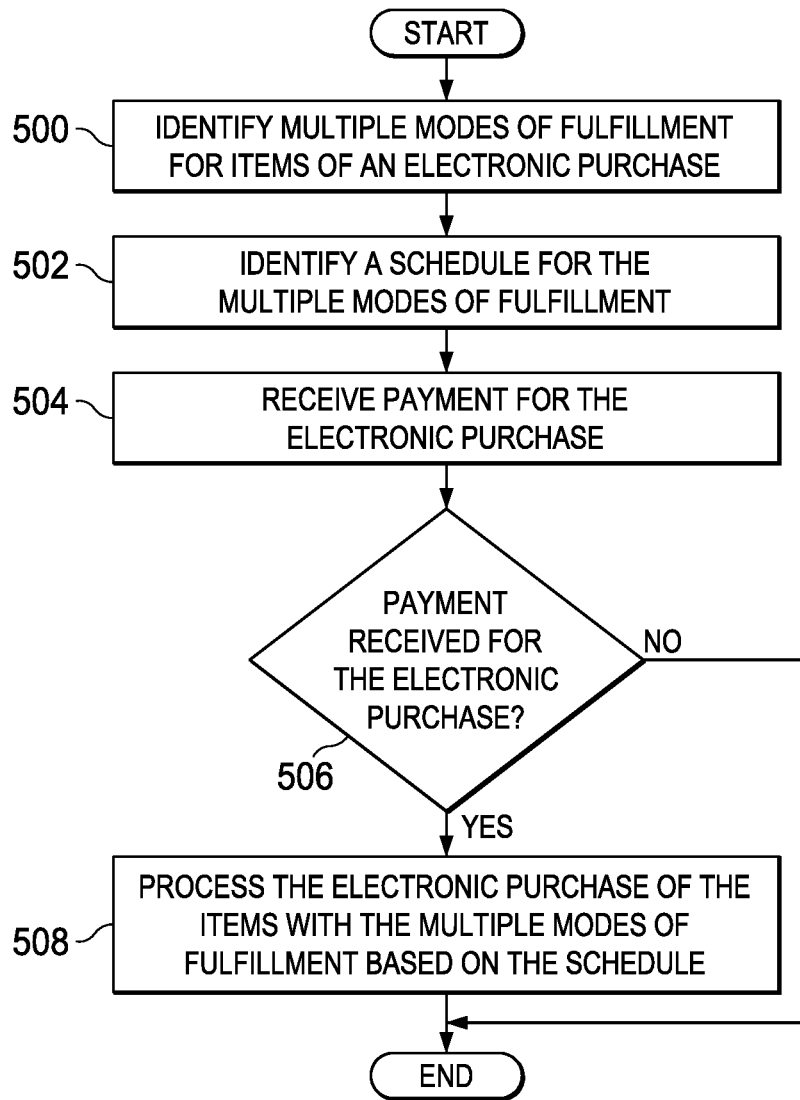 START
500
IDENTIFY MULTIPLE MODES OF FULFILLMENT
FOR ITEMS OF AN ELECTRONIC PURCHASE
502
IDENTIFY A SCHEDULE FOR THE
MULTIPLE MODES OF FULFILLMENT
504
RECEIVE PAYMENT FOR THE
ELECTRONIC PURCHASE
PAYMENT
RECEIVED FOR
THE ELECTRONIC
PURCHASE?
NO
506
YES
508
PROCESS THE ELECTRONIC PURCHASE OF THE
ITEMS WITH THE MULTIPLE MODES OF
FULFILLMENT BASED ON THE SCHEDULE
END